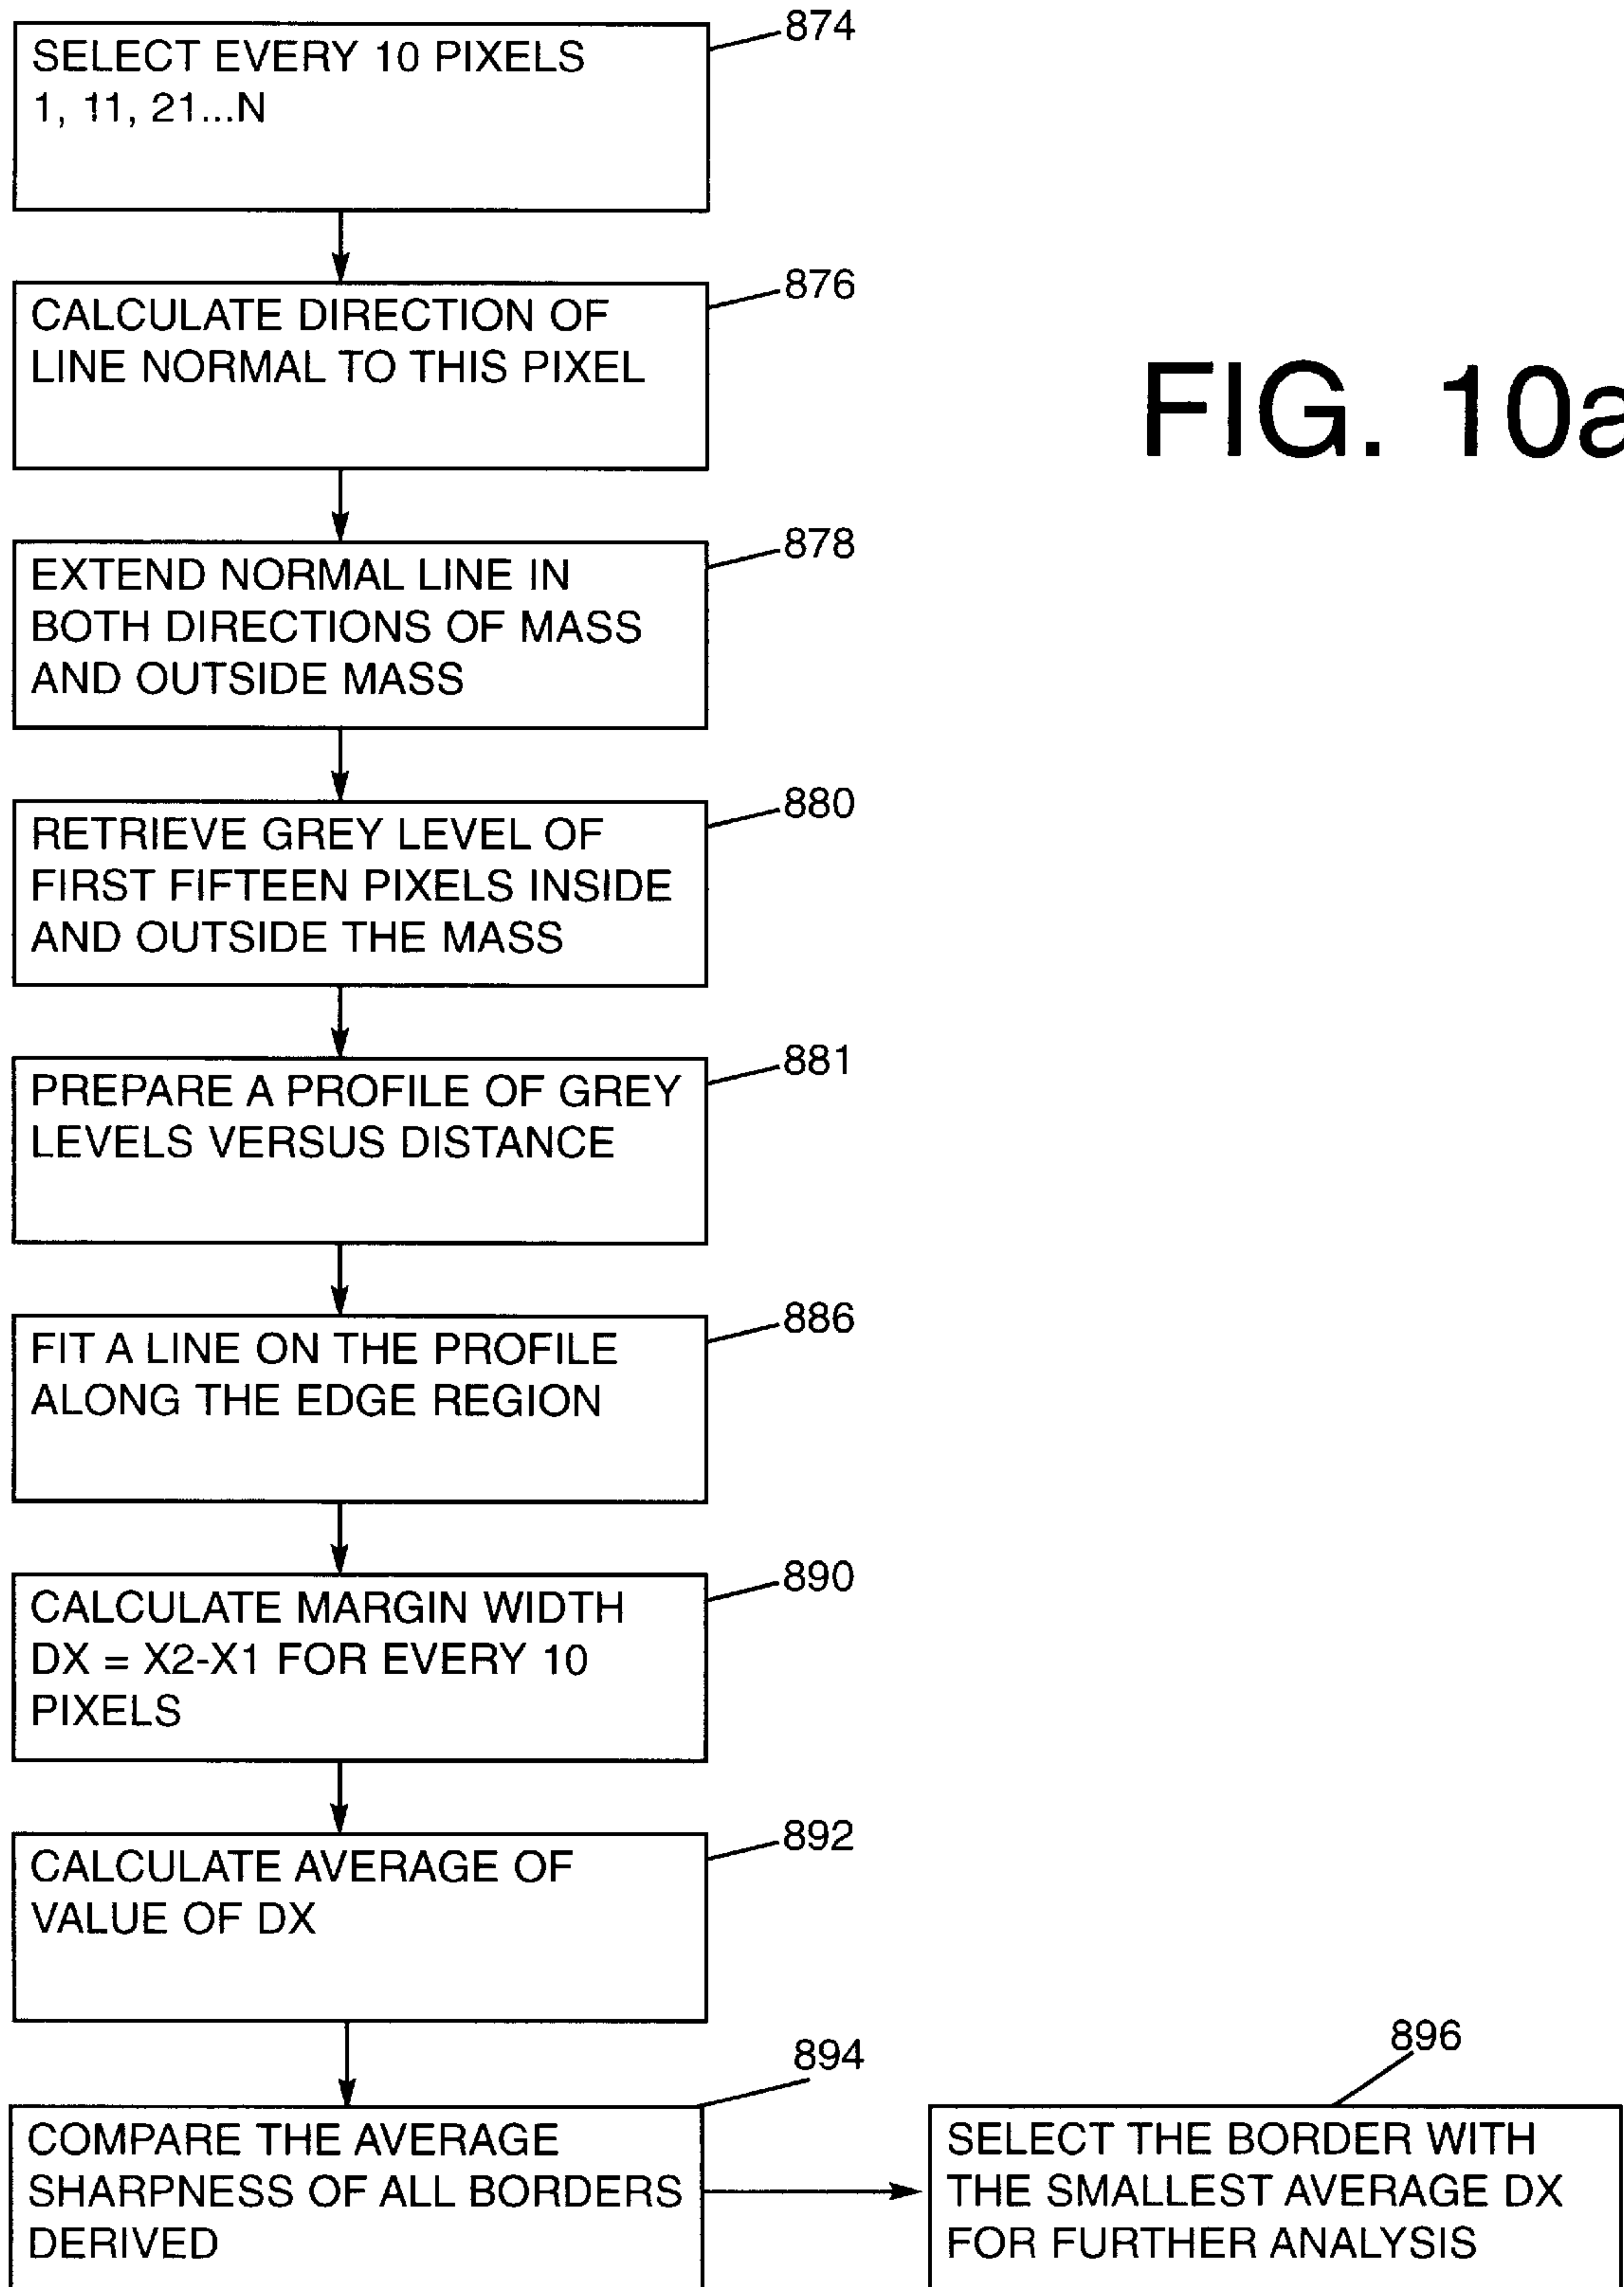 874
SELECT EVERY 10 PIXELS
1, 11, 21...N
876
CALCULATE DIRECTION OF
LINE NORMAL TO THIS PIXEL
FIG. 10a
878
EXTEND NORMAL LINE IN
BOTH DIRECTIONS OF MASS
AND OUTSIDE MASS
880
RETRIEVE GREY LEVEL OF
FIRST FIFTEEN PIXELS INSIDE
AND OUTSIDE THE MASS
881
PREPARE A PROFILE OF GREY
LEVELS VERSUS DISTANCE
886
FIT A LINE ON THE PROFILE
ALONG THE EDGE REGION
890
CALCULATE MARGIN WIDTH
DX = X2-X1 FOR EVERY 10
PIXELS
892
CALCULATE AVERAGE OF
VALUE OF DX
894
COMPARE THE AVERAGE
SHARPNESS OF ALL BORDERS
DERIVED
896
SELECT THE BORDER WITH
THE SMALLEST AVERAGE DX
FOR FURTHER ANALYSIS